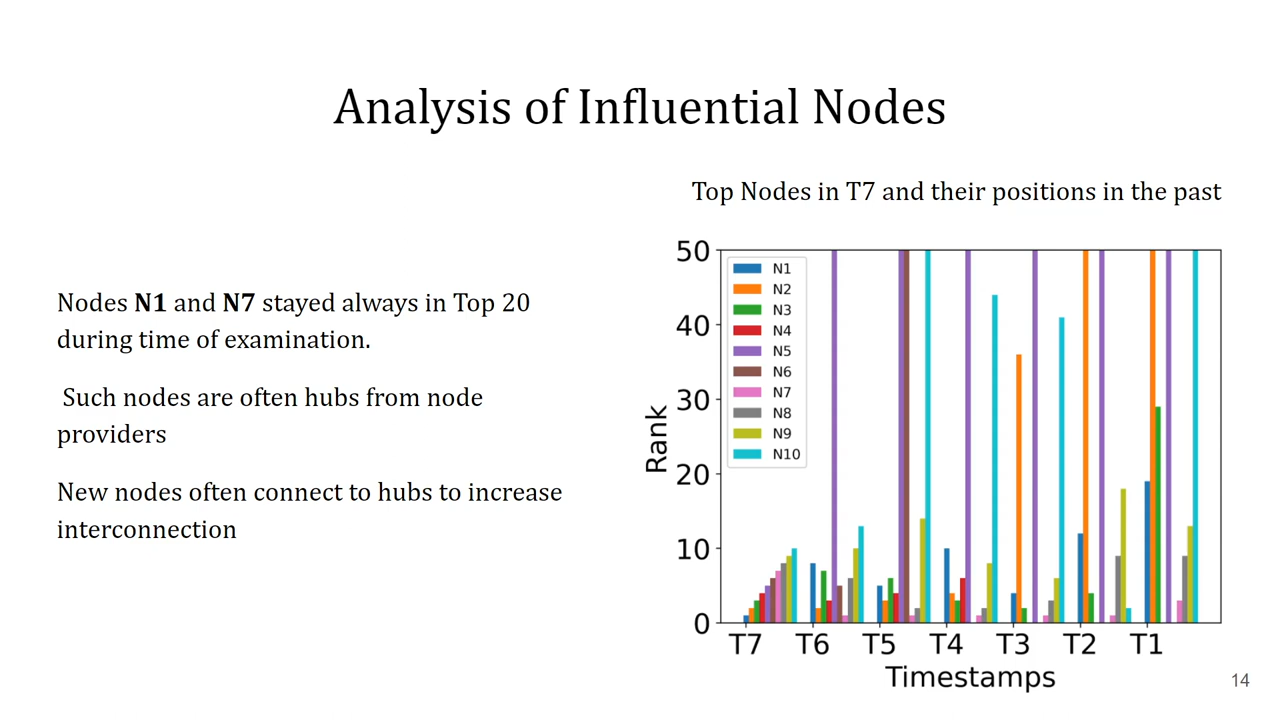 Analysis of Influential Nodes
Top Nodes in T7 and their positions in the past
Nodes N1 and N7 stayed always in Top 20
during time of examination.
Such nodes are often hubs from node
providers
New nodes often connect to hubs to increase
interconnection
50
40
30
20
10
0
Rank
N1
N2
N3
N4
N5
N6
N7
N8
N9
N10
T7 T6 T5 T4 T3 T2 T1
Timestamps
14